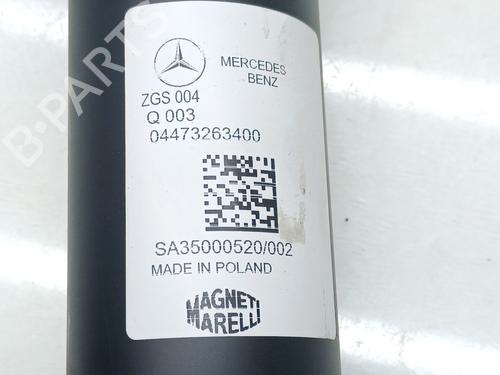 B-PARTS
MERCEDES
BENZ
ZGS 004
Q 003
04473263400
SA35000520/002
MADE IN POLAND
MAGNETI
MARELLI